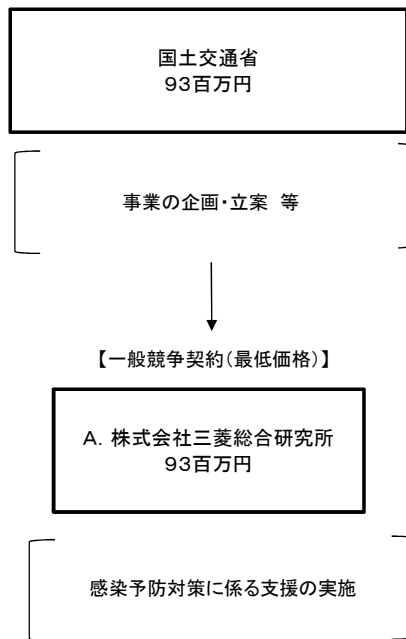 国土交通省
93百万円
事業の企画・立案 等
【一般競争契約(最低価格)】
A. 株式会社三菱総合研究所
93百万円
感染予防対策に係る支援の実施